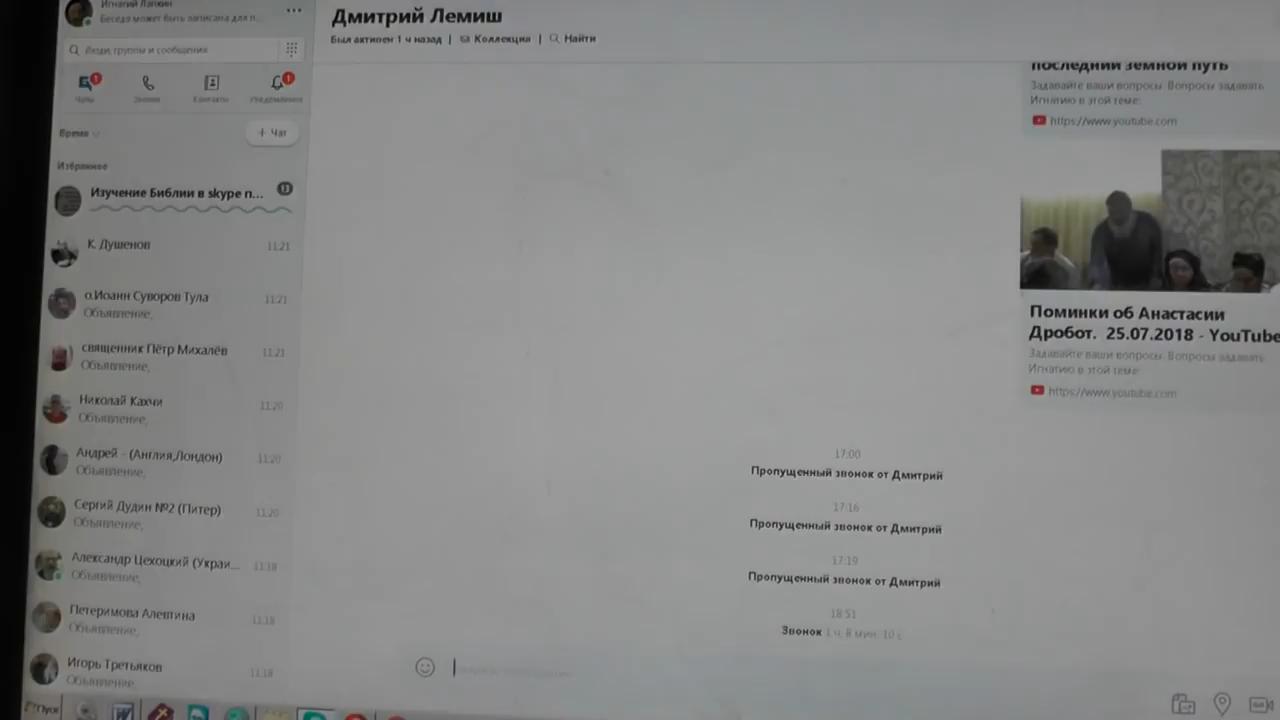 Игнатий Лапкин
Беседа может быть записана для п...
Люди, группы и сообщения
1
1
Чаты
Звонки
Контакты
Уведомления
Время
+ Чат
Избранное
Изучение Библии в skype п...
К. Душенов
11:21
о.Иоанн Суворов Тула
11:21
Объявление,
священник Пётр Михалёв
11:21
Объявление,
Николай Кахчи
11:20
Объявление,
Андрей - (Англия,Лондон)
11:20
Объявление,
Сергий Дудин №2 (Питер)
11:20
Объявление,
Александр Цехоцкий (Украи...
11:18
Объявление,
Петеримова Алевтина
11:18
Объявление,
Игорь Третьяков
11:18
Объявление,
Пуск
Дмитрий Лемиш
Был активен 1 ч назад | Коллекция | Найти
последний земной путь
Задавайте ваши вопросы. Вопросы задавать
Игнатию в этой теме:
https://www.youtube.com
Поминки об Анастасии
Дробот. 25.07.2018 - YouTube
Задавайте ваши вопросы. Вопросы задавать
Игнатию в этой теме:
https://www.youtube.com
17:00
Пропущенный звонок от Дмитрий
17:16
Пропущенный звонок от Дмитрий
17:19
Пропущенный звонок от Дмитрий
18:51
Звонок 1 ч. 8 мин. 10 с.